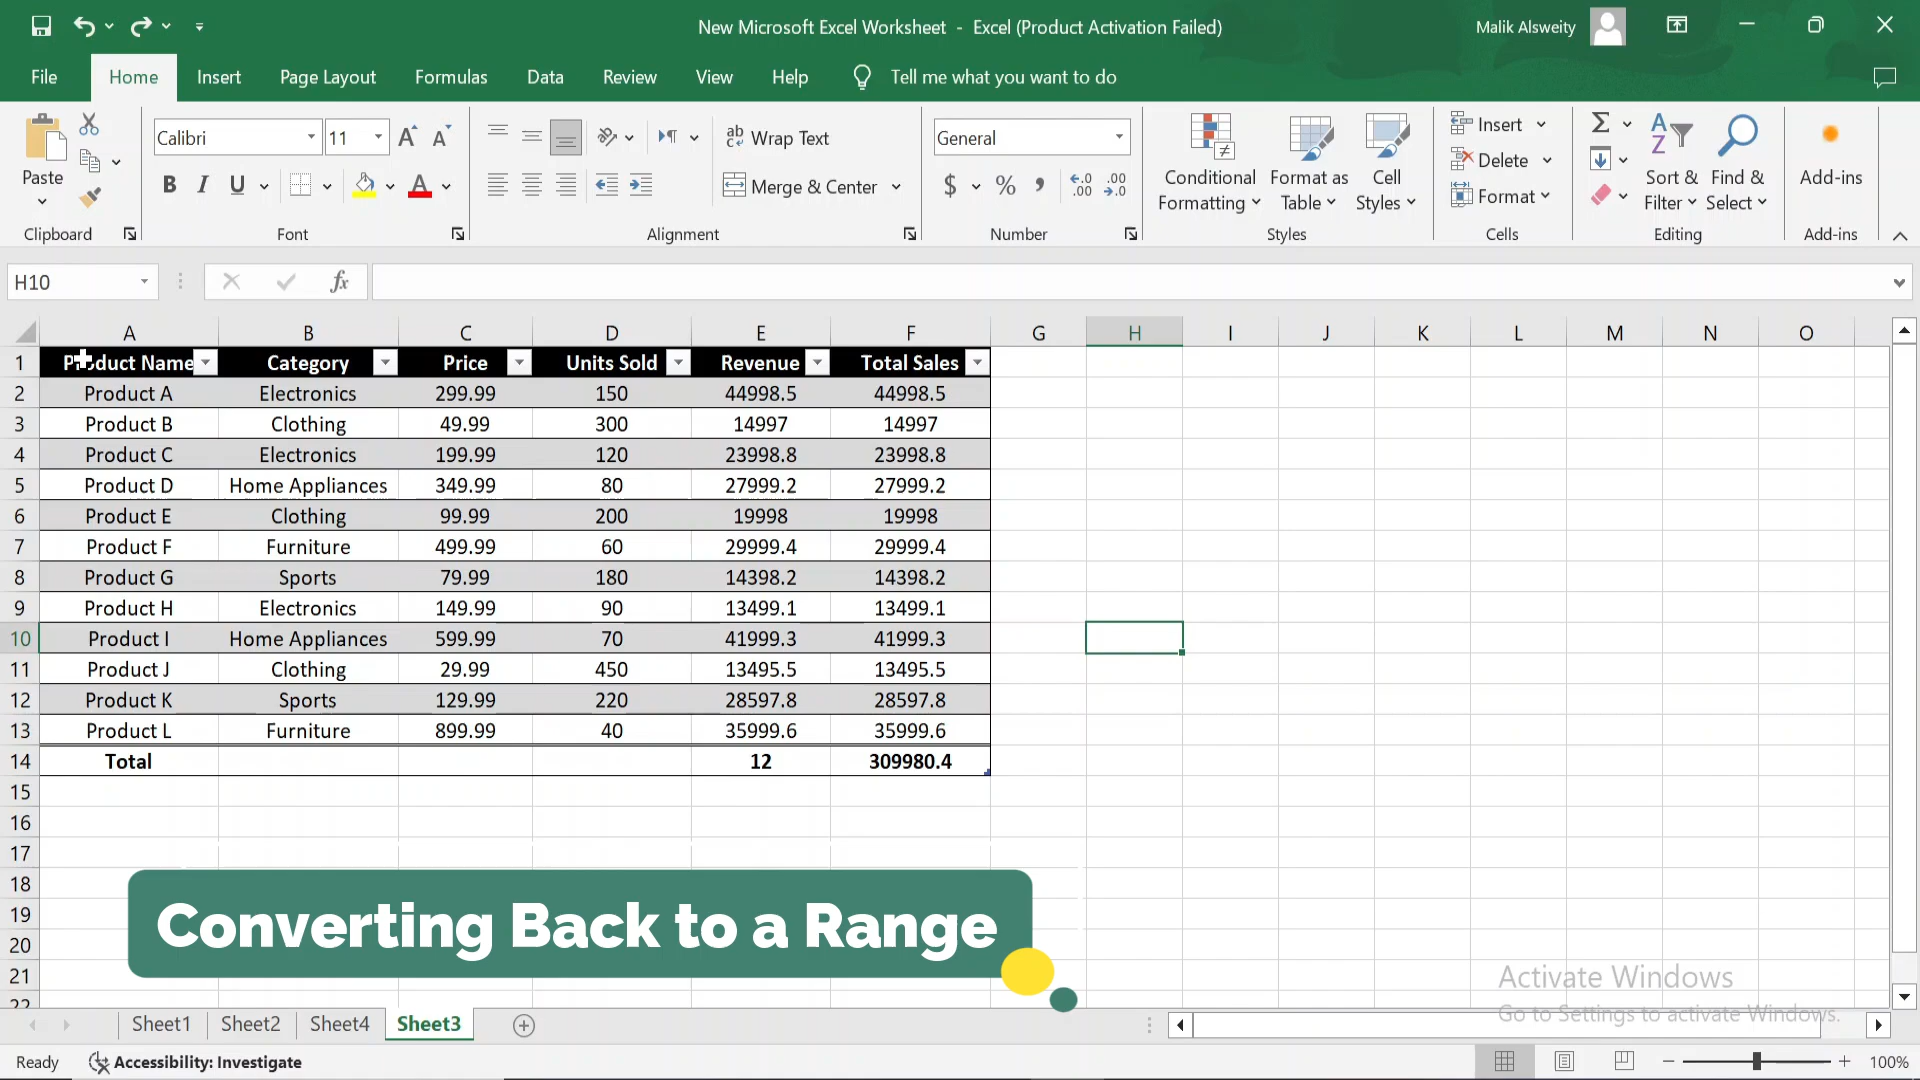 New Microsoft Excel Worksheet - Excel (Product Activation Failed)
Malik Alsweity
File Home Insert Page Layout Formulas Data Review View Help Tell me what you want to do
Paste
Clipboard
Calibri 11
B I U
Font
Wrap Text
Merge & Center
Alignment
General
$ % ,
Number
Conditional Formatting
Format as Table
Cell Styles
Styles
Insert
Delete
Format
Cells
Sort & Filter
Find & Select
Editing
Add-ins
Add-ins
H10 fx
A B C D E F G H I J K L M N O
1 Product Name Category Price Units Sold Revenue Total Sales
2 Product A Electronics 299.99 150 44998.5 44998.5
3 Product B Clothing 49.99 300 14997 14997
4 Product C Electronics 199.99 120 23998.8 23998.8
5 Product D Home Appliances 349.99 80 27999.2 27999.2
6 Product E Clothing 99.99 200 19998 19998
7 Product F Furniture 499.99 60 29999.4 29999.4
8 Product G Sports 79.99 180 14398.2 14398.2
9 Product H Electronics 149.99 90 13499.1 13499.1
10 Product I Home Appliances 599.99 70 41999.3 41999.3
11 Product J Clothing 29.99 450 13495.5 13495.5
12 Product K Sports 129.99 220 28597.8 28597.8
13 Product L Furniture 899.99 40 35999.6 35999.6
14 Total 12 309980.4
15
16
17
18
19
20
21
22
Converting Back to a Range
Activate Windows
Go to Settings to activate Windows.
Sheet1 Sheet2 Sheet4 Sheet3
Ready Accessibility: Investigate 100%